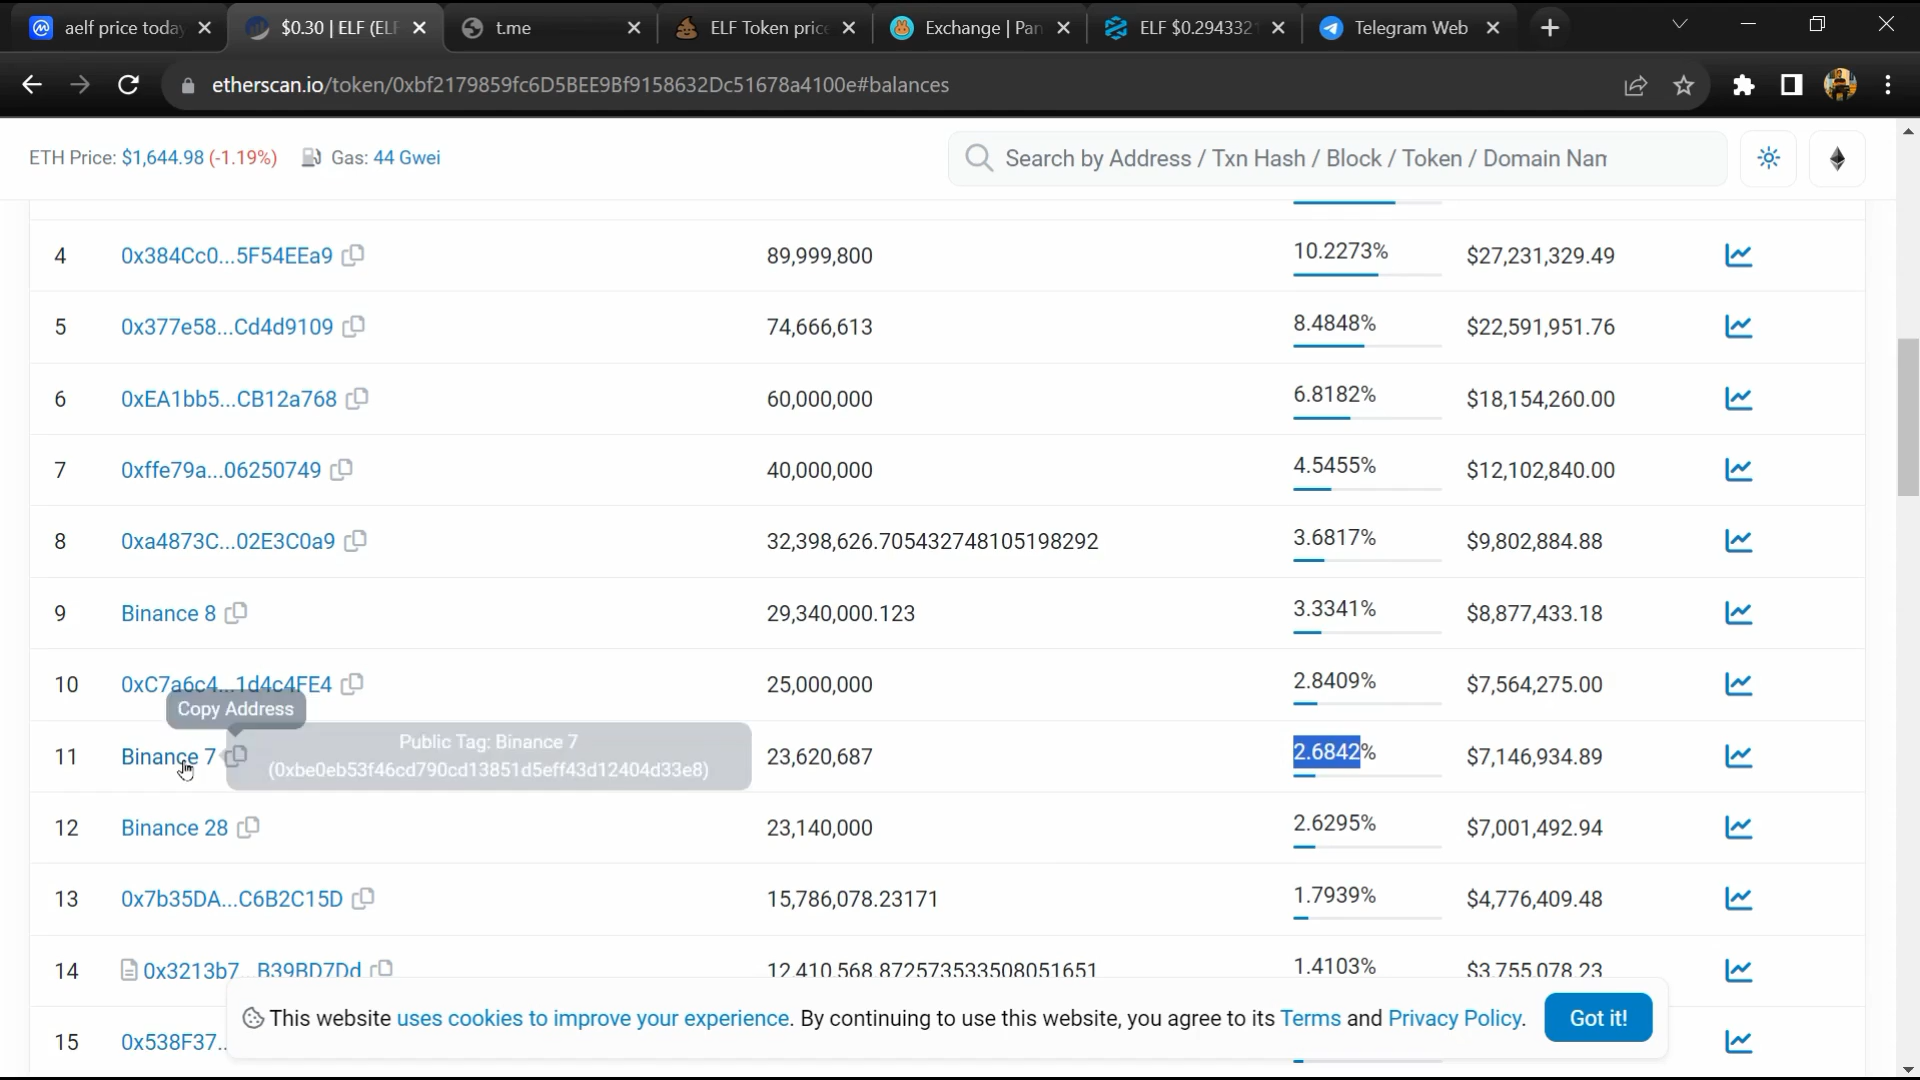 aelf price today
$0.30 | ELF (ELF
t.me
ELF Token price
Exchange | Pan
ELF $0.2943321
Telegram Web
etherscan.io/token/0xbf2179859fc6D5BEE9Bf9158632Dc51678a4100e#balances
ETH Price: $1,644.98 (-1.19%) Gas: 44 Gwei
Search by Address / Txn Hash / Block / Token / Domain Nam
4 0x384Cc0...5F54EEa9 89,999,800 10.2273% $27,231,329.49
5 0x377e58...Cd4d9109 74,666,613 8.4848% $22,591,951.76
6 0xEA1bb5...CB12a768 60,000,000 6.8182% $18,154,260.00
7 0xffe79a...06250749 40,000,000 4.5455% $12,102,840.00
8 0xa4873C...02E3C0a9 32,398,626.705432748105198292 3.6817% $9,802,884.88
9 Binance 8 29,340,000.123 3.3341% $8,877,433.18
10 0xC7a6c4...1d4c4FE4 25,000,000 2.8409% $7,564,275.00
Copy Address
Public Tag: Binance 7
(0xbe0eb53f46cd790cd13851d5eff43d12404d33e8)
11 Binance 7 23,620,687 2.6842% $7,146,934.89
12 Binance 28 23,140,000 2.6295% $7,001,492.94
13 0x7b35DA...C6B2C15D 15,786,078.23171 1.7939% $4,776,409.48
14 0x3213b7...B39BD7Dd 12,410,568.872573533508051651 1.4103% $3,755,078.23
15 0x538F37..
This website uses cookies to improve your experience. By continuing to use this website, you agree to its Terms and Privacy Policy.
Got it!